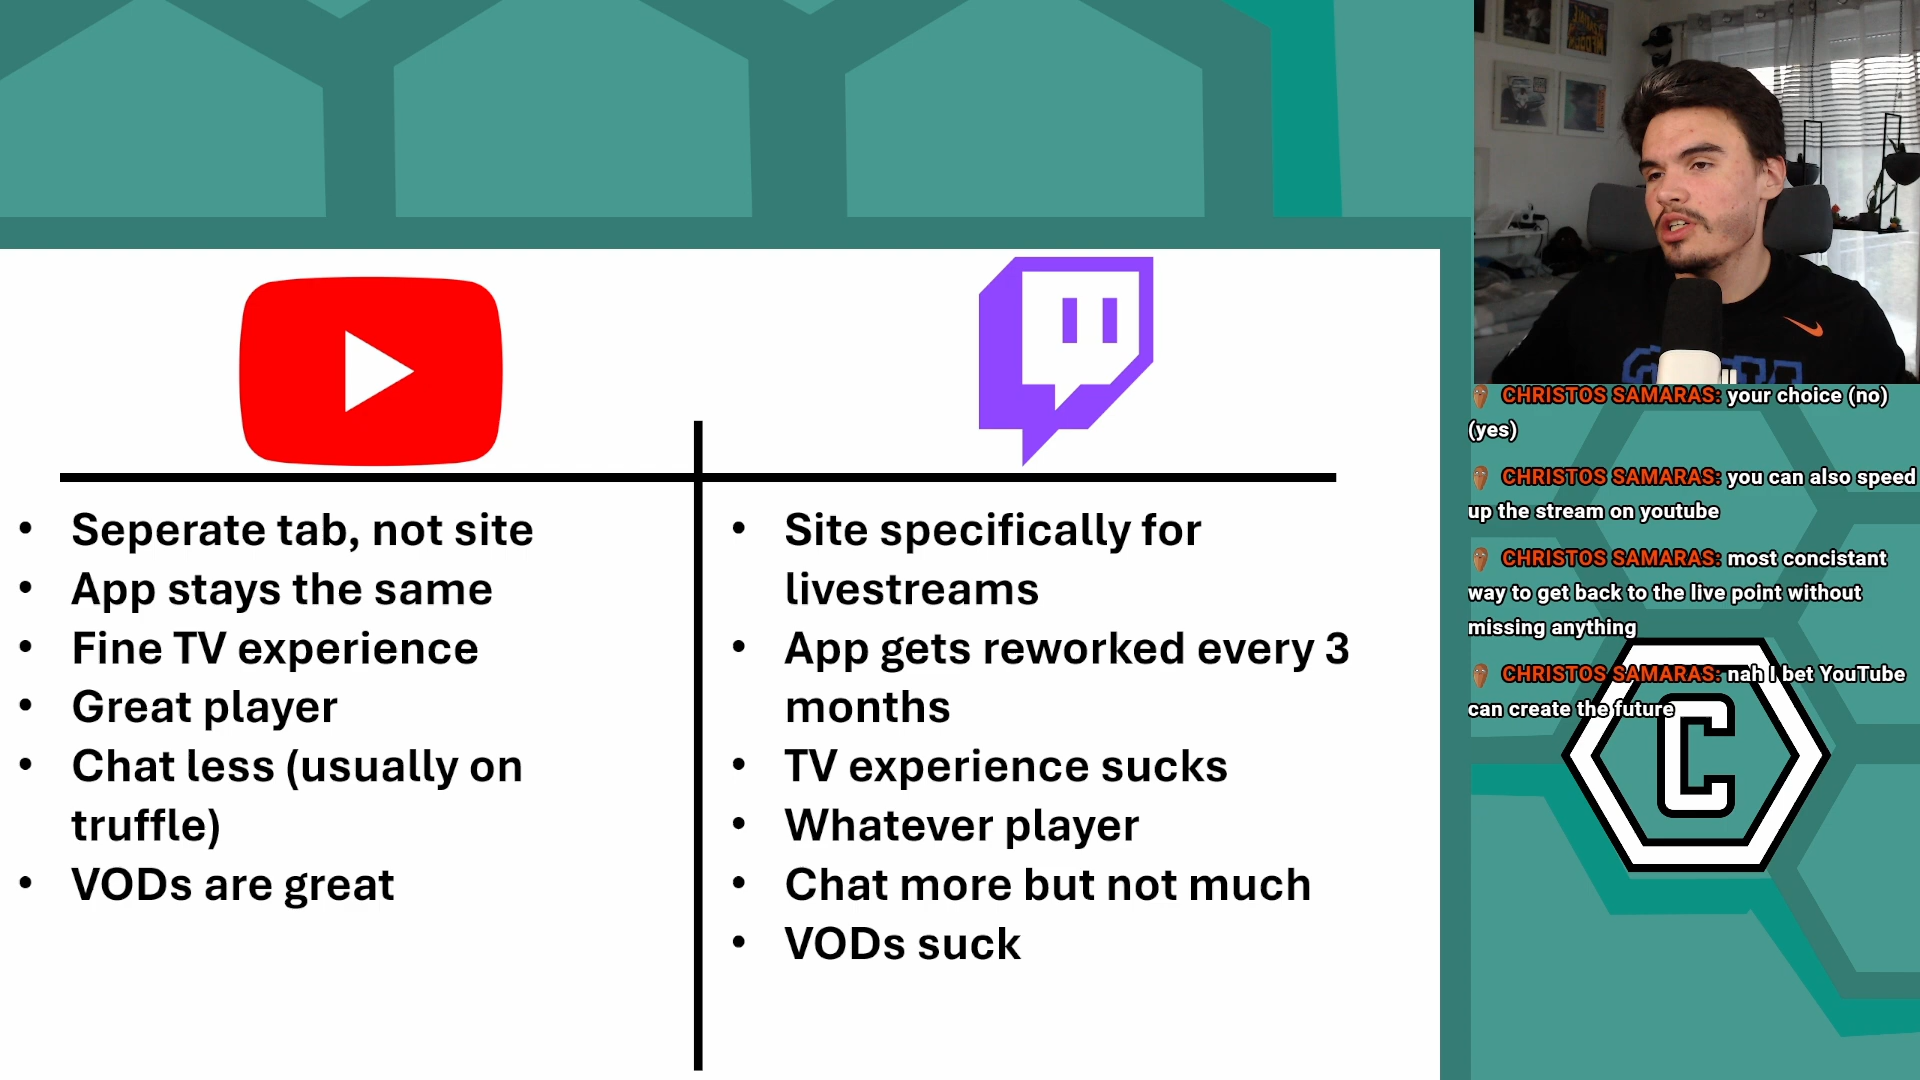 Seperate tab, not site
App stays the same
Fine TV experience
Great player
Chat less (usually on
truffle)
VODs are great
Site specifically for
livestreams
App gets reworked every 3
months
TV experience sucks
Whatever player
Chat more but not much
VODs suck
CHRISTOS SAMARAS: your choice (no)
(yes)
CHRISTOS SAMARAS: you can also speed
up the stream on youtube
CHRISTOS SAMARAS: most concistant
way to get back to the live point without
missing anything
CHRISTOS SAMARAS: nah I bet YouTube
can create the future
C